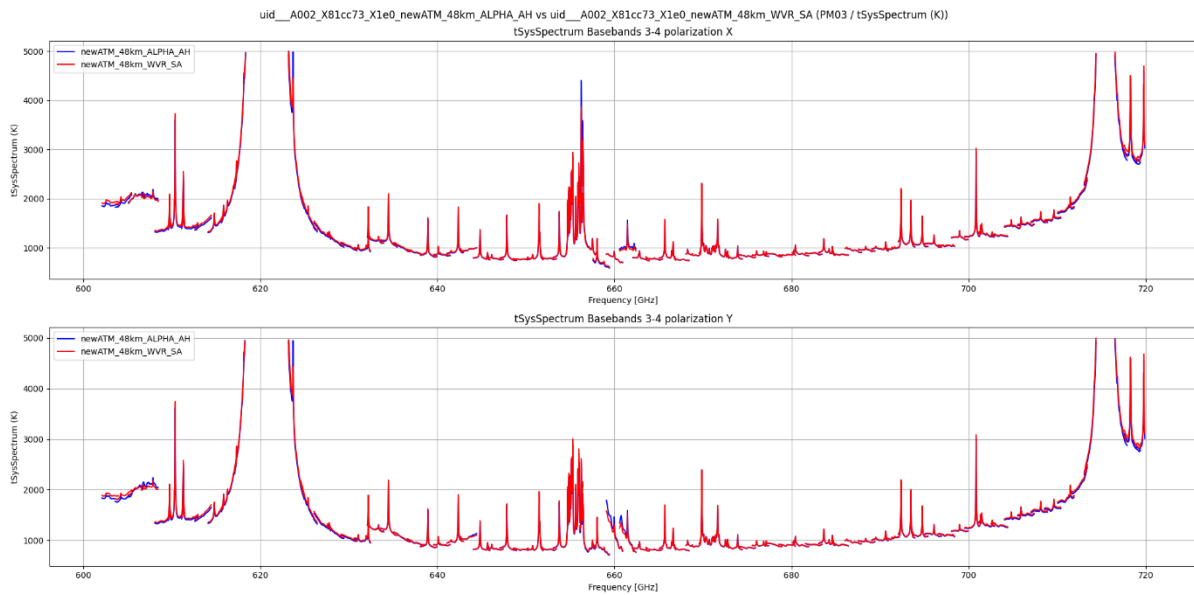 uid___A002_X81cc73_X1e0_newATM_48km_ALPHA_AH vs uid___A002_X81cc73_X1e0_newATM_48km_WVR_SA (PM03 / tSysSpectrum (K))
tSysSpectrum Basebands 3-4 polarization X
newATM_48km_ALPHA_AH
newATM_48km_WVR_SA
tSysSpectrum (K)
5000
4000
3000
2000
1000
600
620
640
660
680
700
720
Frequency [GHz]
tSysSpectrum Basebands 3-4 polarization Y
newATM_48km_ALPHA_AH
newATM_48km_WVR_SA
tSysSpectrum (K)
5000
4000
3000
2000
1000
600
620
640
660
680
700
720
Frequency [GHz]